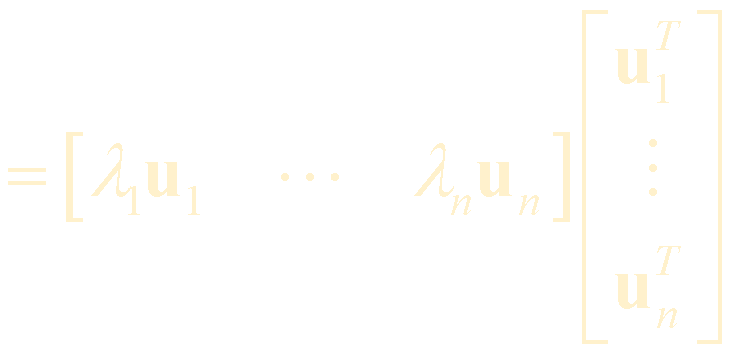 = [ λ₁u₁ ⋯ λₙuₙ ] [ u₁ᵀ ⋮ uₙᵀ ]